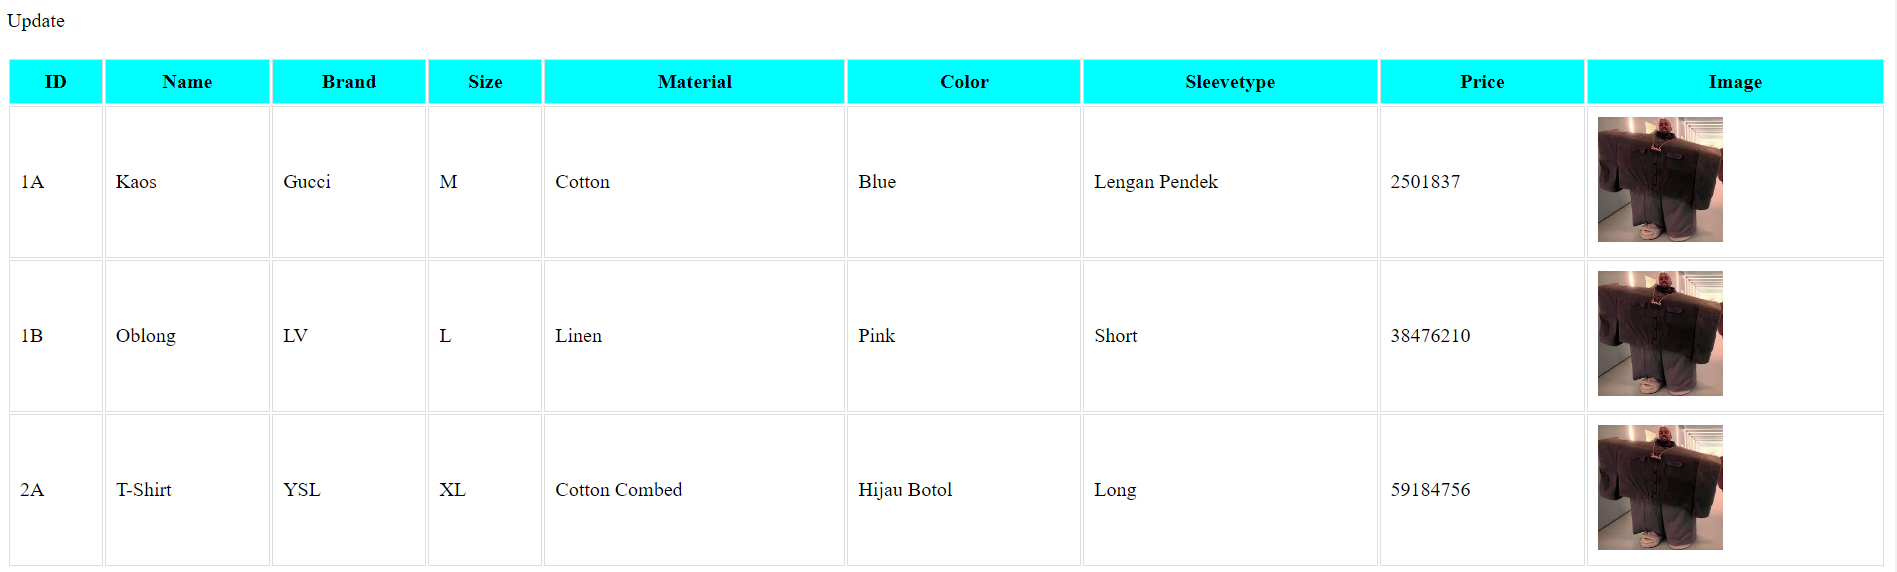 Update
ID Name Brand Size Material Color Sleevetype Price Image
1A Kaos Gucci M Cotton Blue Lengan Pendek 2501837
1B Oblong LV L Linen Pink Short 38476210
2A T-Shirt YSL XL Cotton Combed Hijau Botol Long 59184756